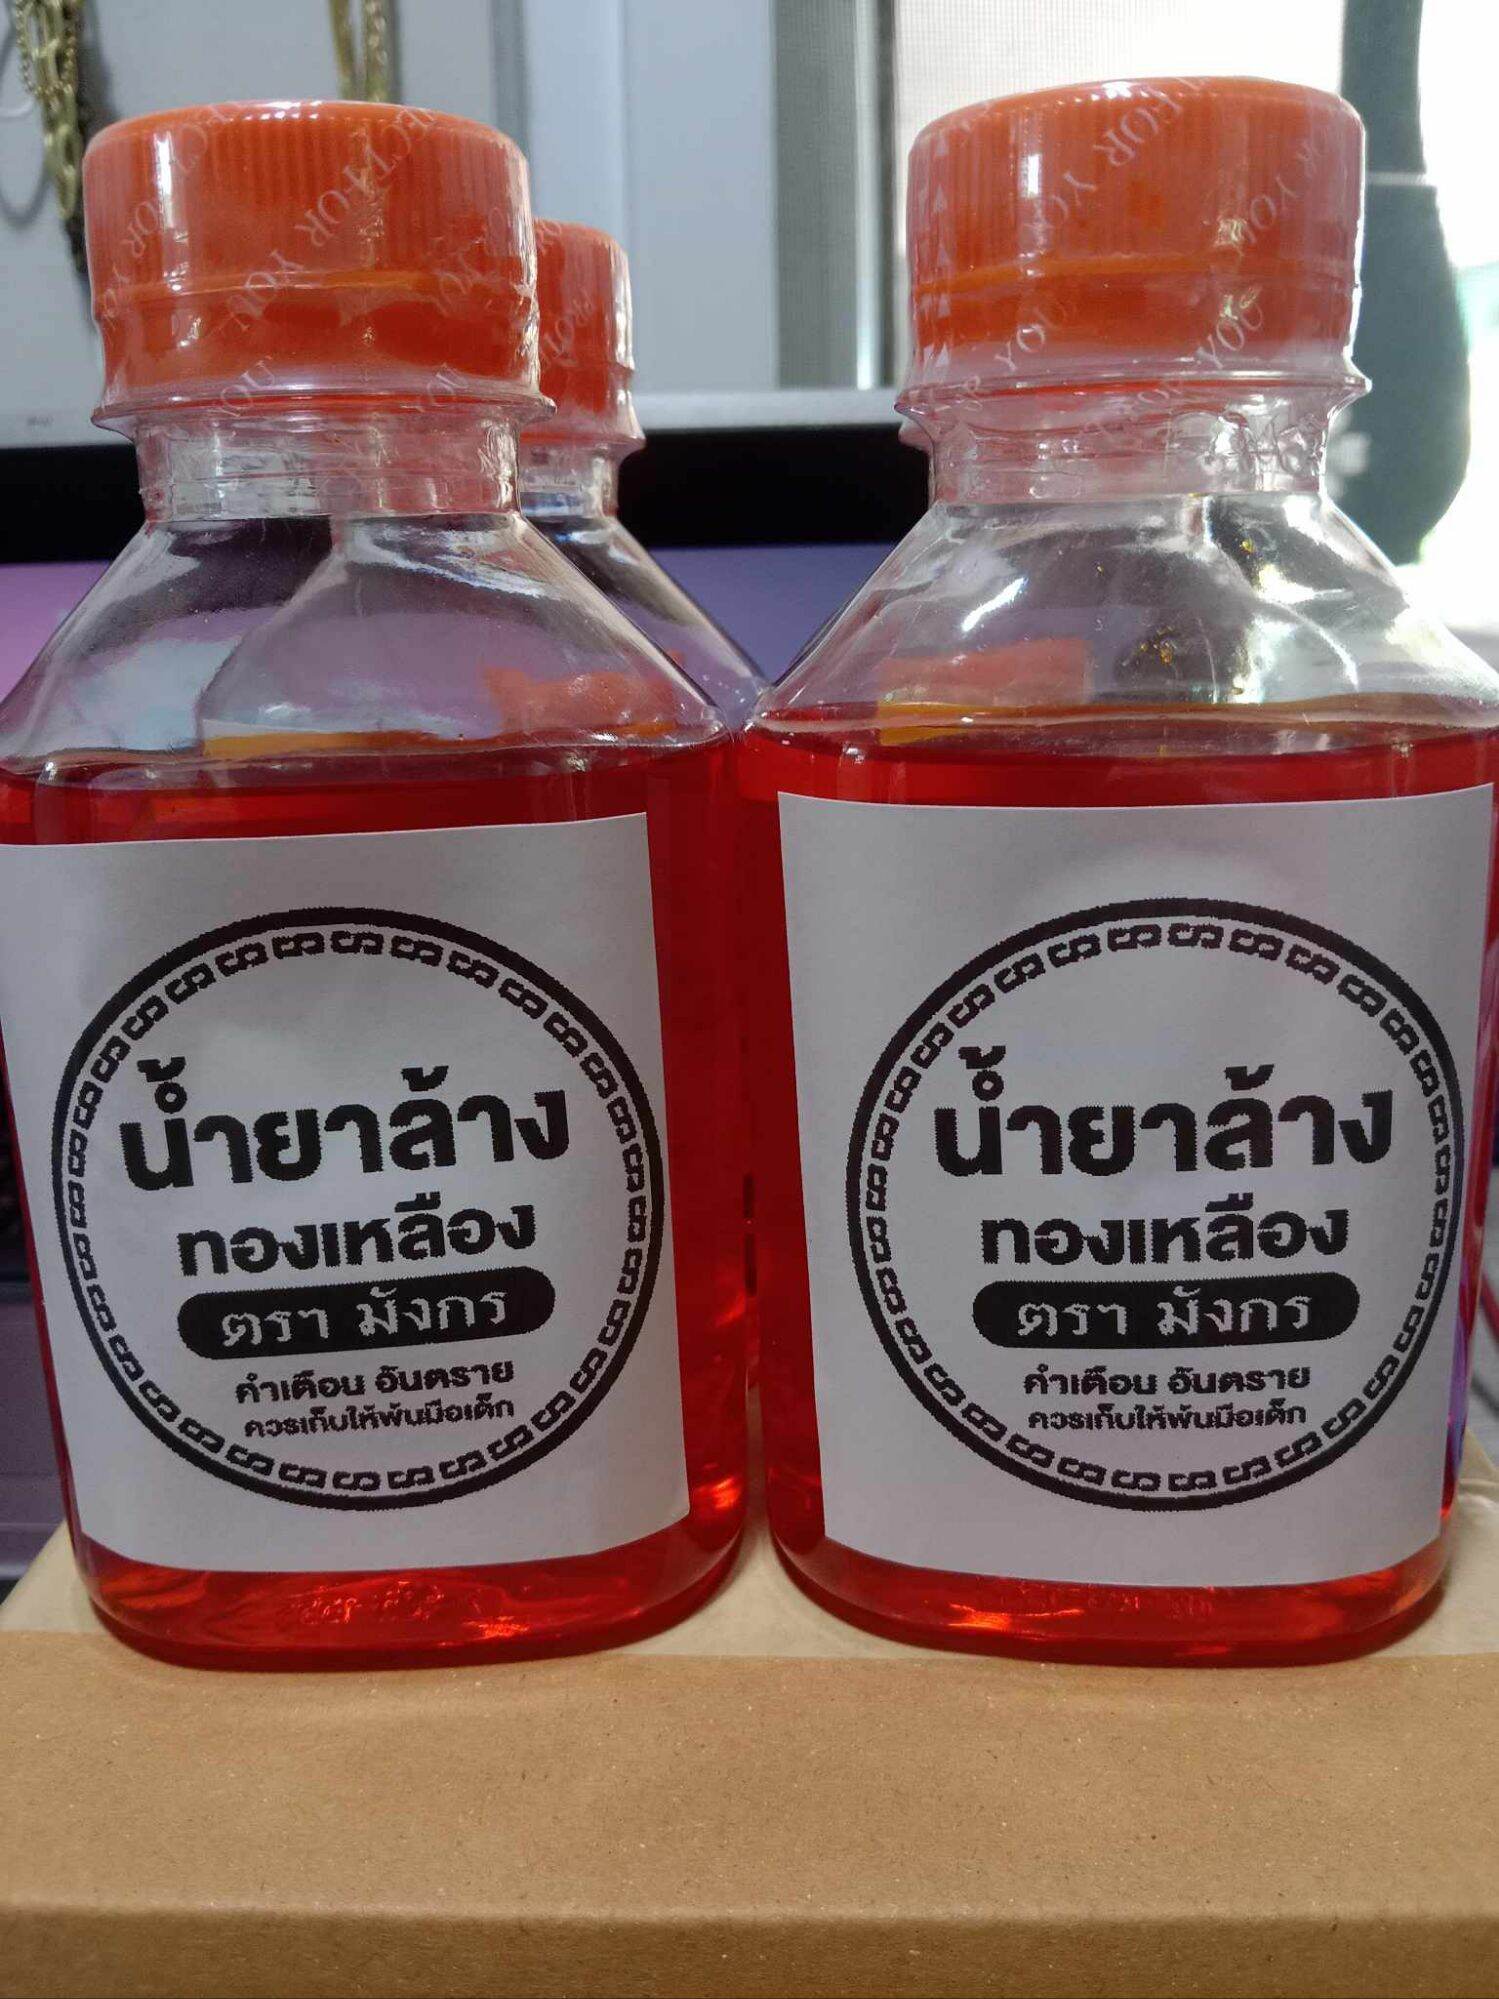 น้ำยาล้าง
ทองเหลือง
ตรา มังกร
คำเตือน อันตราย
ควรเก็บให้พ้นมือเด็ก
น้ำยาล้าง
ทองเหลือง
ตรา มังกร
คำเตือน อันตราย
ควรเก็บให้พ้นมือเด็ก
FOR YOU
FOR YOU